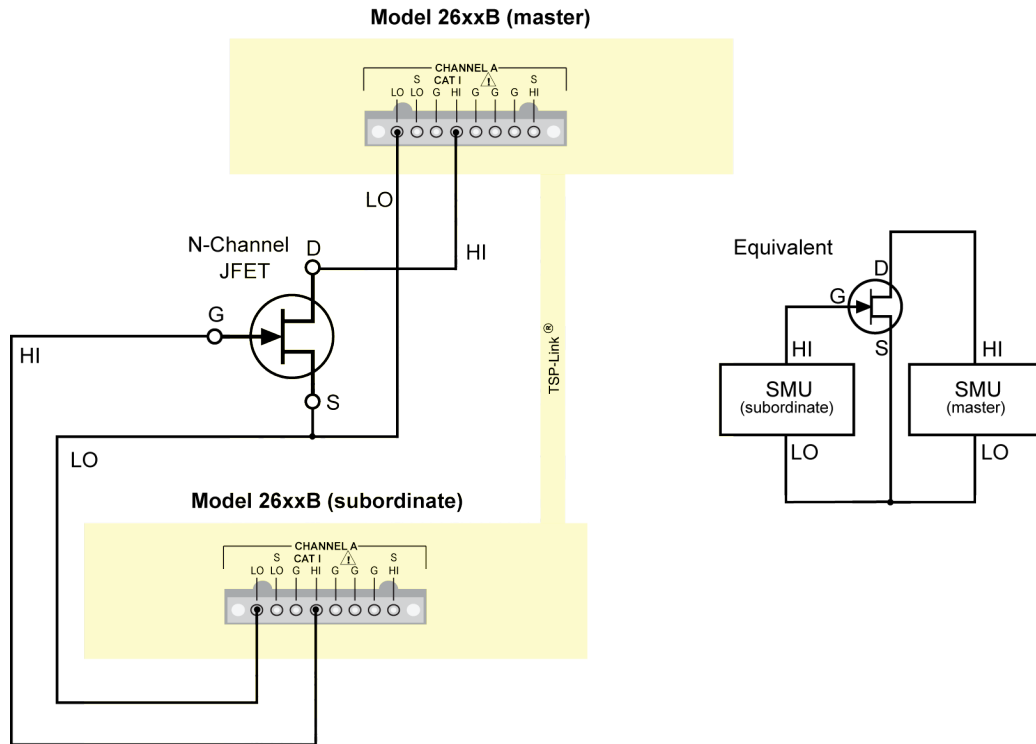 Model 26xxB (master)
CHANNEL A
S CAT I S
LO LO G HI G G G HI
LO
HI
N-Channel
JFET
D
G
S
HI
LO
TSP-Link®
Model 26xxB (subordinate)
CHANNEL A
S CAT I S
LO LO G HI G G G HI
Equivalent
D
G
S
HI
HI
SMU
(subordinate)
SMU
(master)
LO
LO